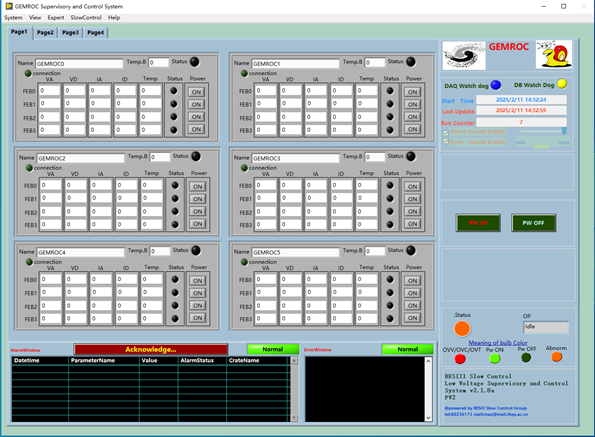 GEMROC Supervisory and Control System
System View Expert SlowControl Help
Page1 Page2 Page3 Page4
Name GEMROC0 Temp.B 0 Status
connection
VA VD IA ID Temp Status Power
FEB0 0 0 0 0 0 ON
FEB1 0 0 0 0 0 ON
FEB2 0 0 0 0 0 ON
FEB3 0 0 0 0 0 ON
Name GEMROC1 Temp.B 0 Status
connection
VA VD IA ID Temp Status Power
FEB0 0 0 0 0 0 ON
FEB1 0 0 0 0 0 ON
FEB2 0 0 0 0 0 ON
FEB3 0 0 0 0 0 ON
Name GEMROC2 Temp.B 0 Status
connection
VA VD IA ID Temp Status Power
FEB0 0 0 0 0 0 ON
FEB1 0 0 0 0 0 ON
FEB2 0 0 0 0 0 ON
FEB3 0 0 0 0 0 ON
Name GEMROC3 Temp.B 0 Status
connection
VA VD IA ID Temp Status Power
FEB0 0 0 0 0 0 ON
FEB1 0 0 0 0 0 ON
FEB2 0 0 0 0 0 ON
FEB3 0 0 0 0 0 ON
Name GEMROC4 Temp.B 0 Status
connection
VA VD IA ID Temp Status Power
FEB0 0 0 0 0 0 ON
FEB1 0 0 0 0 0 ON
FEB2 0 0 0 0 0 ON
FEB3 0 0 0 0 0 ON
Name GEMROC5 Temp.B 0 Status
connection
VA VD IA ID Temp Status Power
FEB0 0 0 0 0 0 ON
FEB1 0 0 0 0 0 ON
FEB2 0 0 0 0 0 ON
FEB3 0 0 0 0 0 ON
AlarmWindow Acknowledge... Normal
Datetime ParameterName Value AlarmStatus CrateName
ErrorWindow Normal
GEMROC
DAQ Watch dog DB Watch Dog
Start Time 2025/2/11 14:32:24
Last Update 2025/2/11 14:32:59
Run Counter 7
Alarm Sound Enable
Error Sound Enable
PW UP PW OFF
.Status OP
Idle
Meaning of bulb Color
OVV/OVC/OVT Pw ON Pw OFF Abnorm
BESIII Slow Control
Low Voltage Supervisory and Control
System v2.1.8a
PW2
@powered by BESIII Slow Control Group
tel:88236173 mail:maxl@mail.ihep.ac.cn